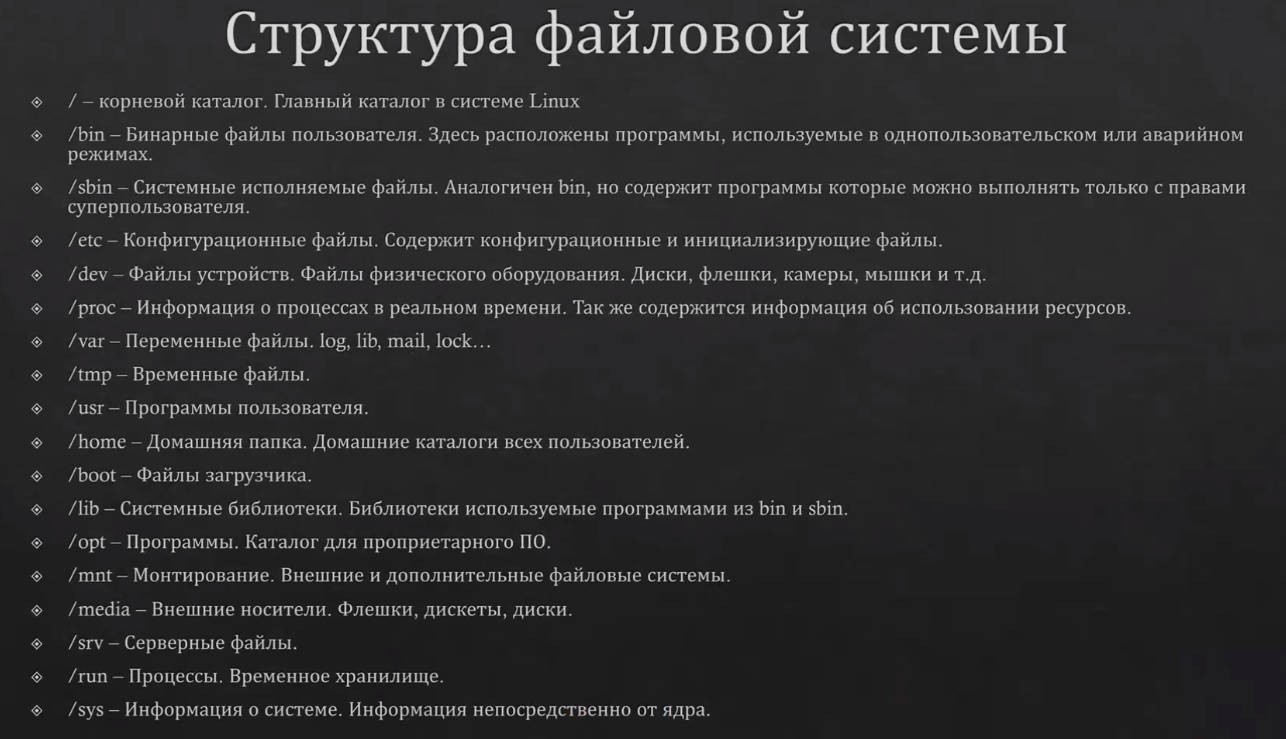 Структура файловой системы
/ – корневой каталог. Главный каталог в системе Linux
/bin – Бинарные файлы пользователя. Здесь расположены программы, используемые в однопользовательском или аварийном
режимах.
/sbin – Системные исполняемые файлы. Аналогичен bin, но содержит программы которые можно выполнять только с правами
суперпользователя.
/etc – Конфигурационные файлы. Содержит конфигурационные и инициализирующие файлы.
/dev – Файлы устройств. Файлы физического оборудования. Диски, флешки, камеры, мышки и т.д.
/proc – Информация о процессах в реальном времени. Так же содержится информация об использовании ресурсов.
/var – Переменные файлы. log, lib, mail, lock…
/tmp – Временные файлы.
/usr – Программы пользователя.
/home – Домашняя папка. Домашние каталоги всех пользователей.
/boot – Файлы загрузчика.
/lib – Системные библиотеки. Библиотеки используемые программами из bin и sbin.
/opt – Программы. Каталог для проприетарного ПО.
/mnt – Монтирование. Внешние и дополнительные файловые системы.
/media – Внешние носители. Флешки, дискеты, диски.
/srv – Серверные файлы.
/run – Процессы. Временное хранилище.
/sys – Информация о системе. Информация непосредственно от ядра.